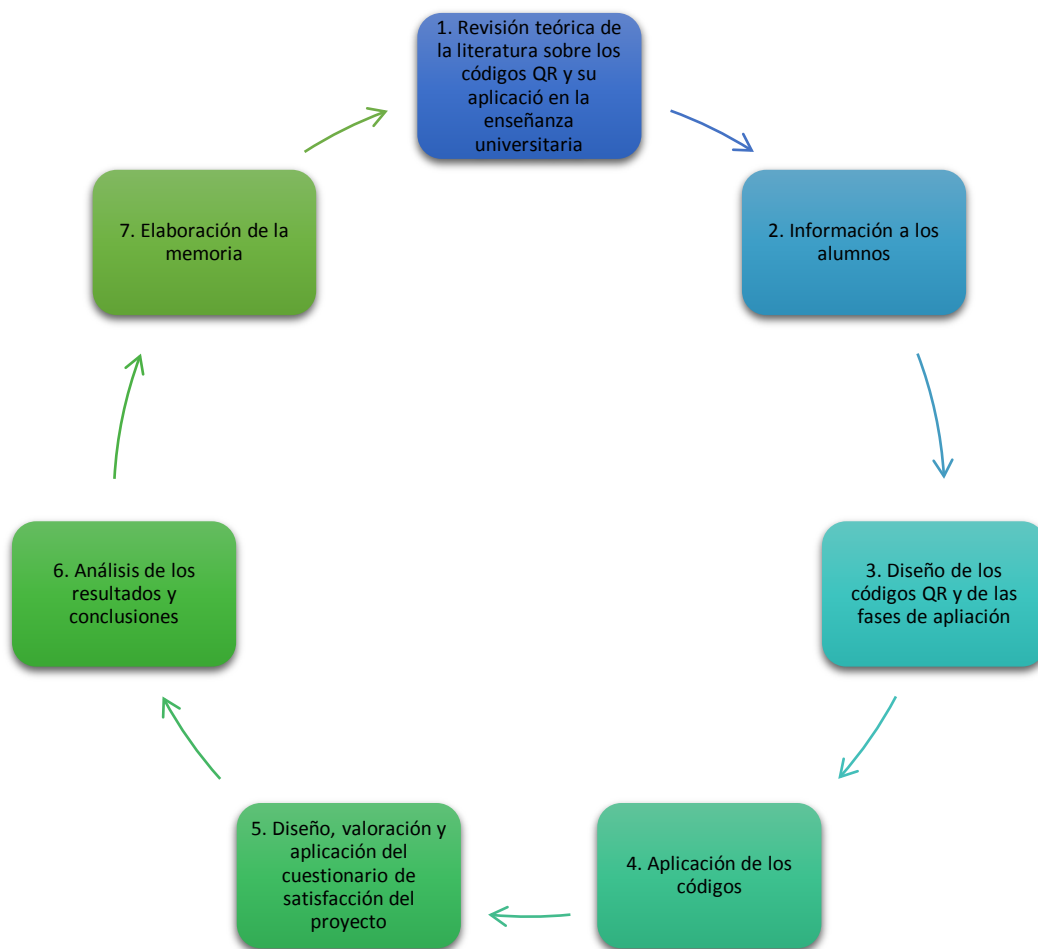 1. Revisión teórica de
la literatura sobre los
códigos QR y su
aplicació en la
enseñanza
universitaria
2. Información a los
alumnos
3. Diseño de los
códigos QR y de las
fases de apliación
4. Aplicación de los
códigos
5. Diseño, valoración y
aplicación del
cuestionario de
satisfacción del
proyecto
6. Análisis de los
resultados y
conclusiones
7. Elaboración de la
memoria